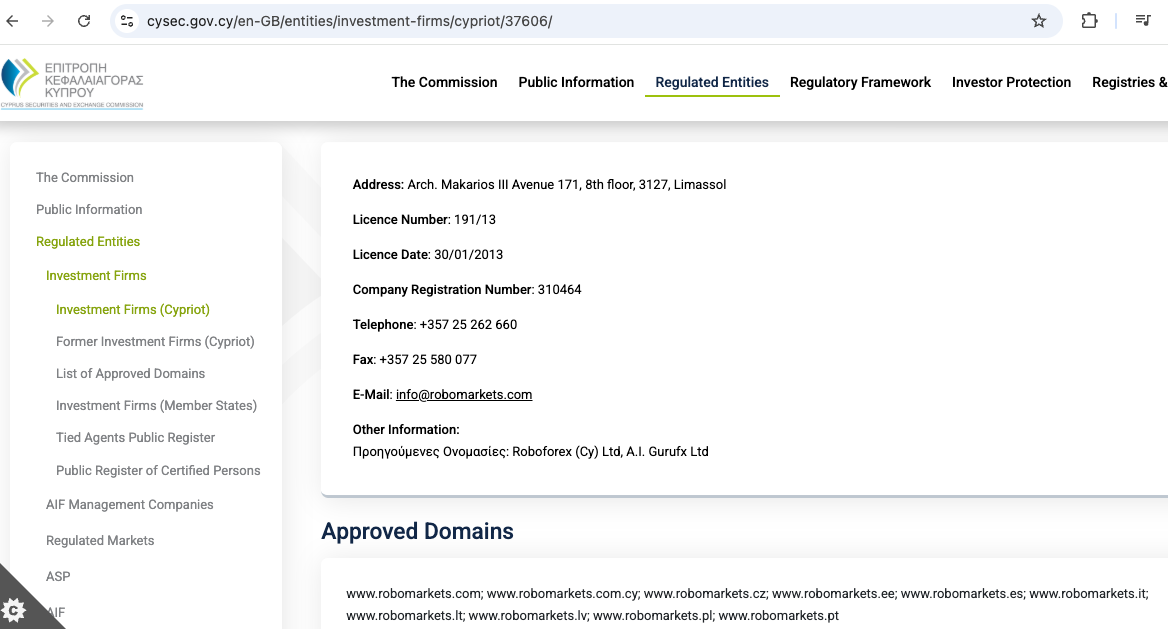 cysec.gov.cy/en-GB/entities/investment-firms/cypriot/37606/
ΕΠΙΤΡΟΠΗ
ΚΕΦΑΛΑΙΑΓΟΡΑΣ
ΚΥΠΡΟΥ
CYPRUS SECURITIES AND EXCHANGE COMMISSION
The Commission Public Information Regulated Entities Regulatory Framework Investor Protection Registries &
The Commission
Public Information
Regulated Entities
Investment Firms
Investment Firms (Cypriot)
Former Investment Firms (Cypriot)
List of Approved Domains
Investment Firms (Member States)
Tied Agents Public Register
Public Register of Certified Persons
AIF Management Companies
Regulated Markets
ASP
AIF
Address: Arch. Makarios III Avenue 171, 8th floor, 3127, Limassol
Licence Number: 191/13
Licence Date: 30/01/2013
Company Registration Number: 310464
Telephone: +357 25 262 660
Fax: +357 25 580 077
E-Mail: info@robomarkets.com
Other Information:
Προηγούμενες Ονομασίες: Roboforex (Cy) Ltd, A.I. Gurufx Ltd
Approved Domains
www.robomarkets.com; www.robomarkets.com.cy; www.robomarkets.cz; www.robomarkets.ee; www.robomarkets.es; www.robomarkets.it;
www.robomarkets.lt; www.robomarkets.lv; www.robomarkets.pl; www.robomarkets.pt